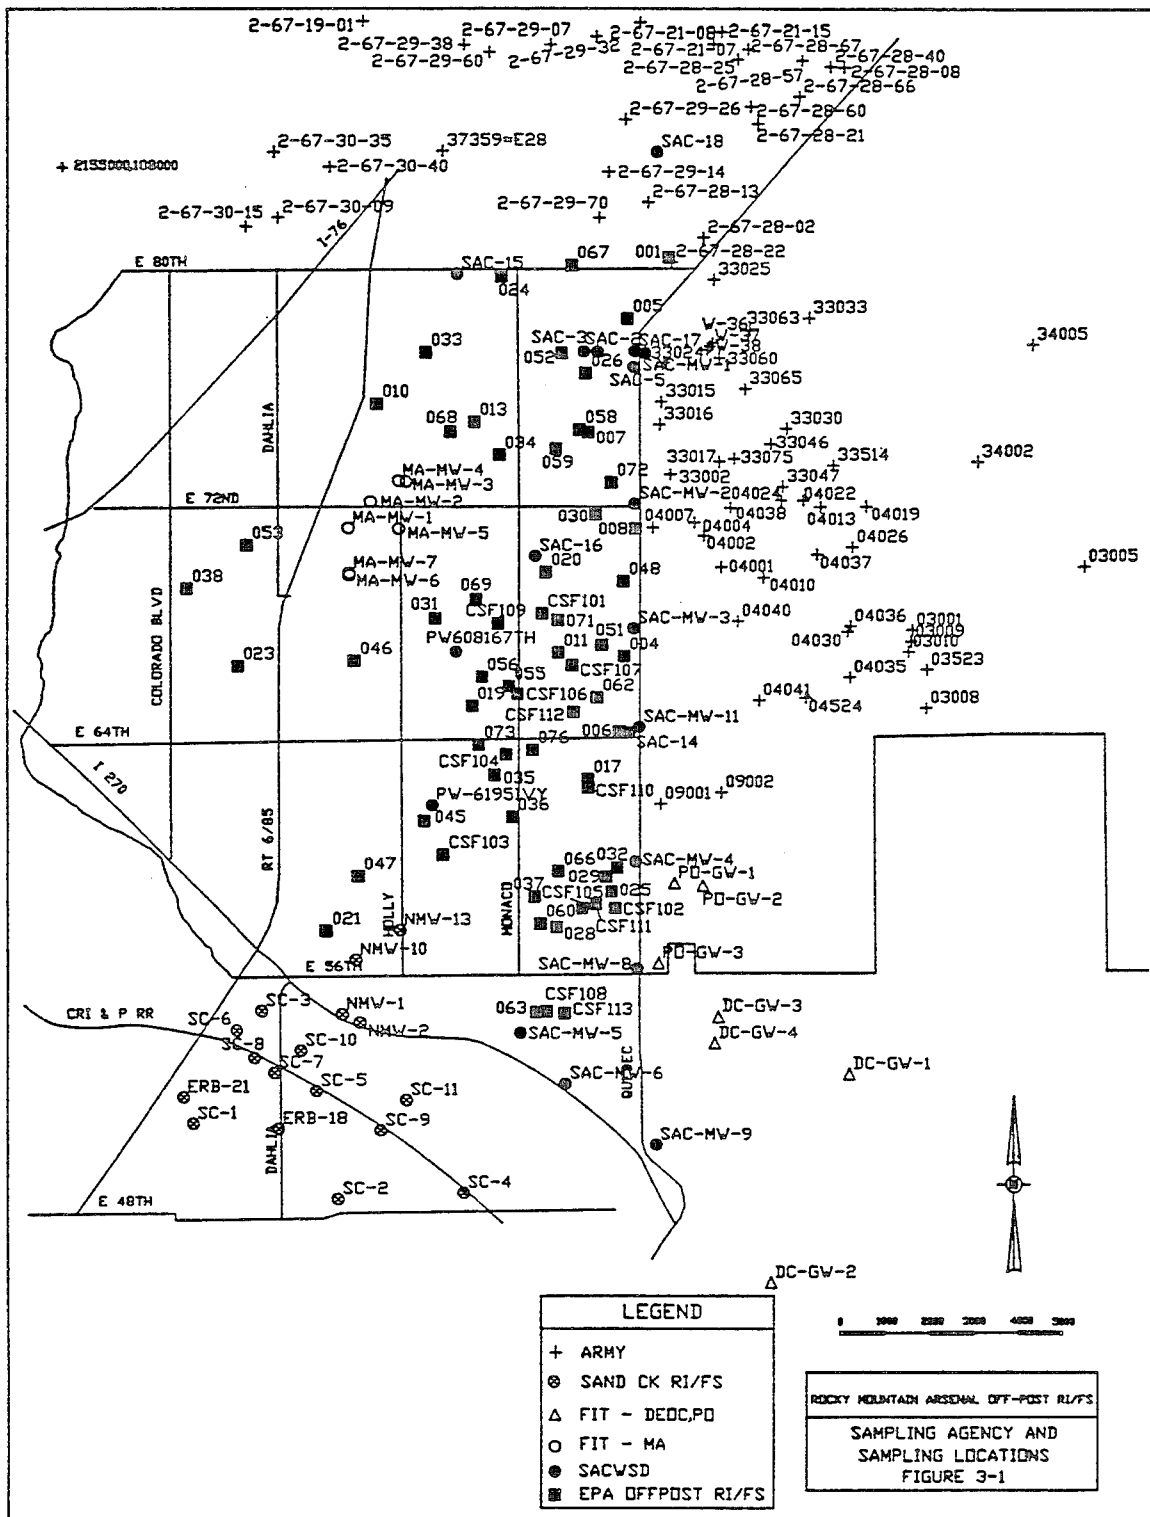 2-67-19-01
2-67-29-07
2-67-21-08
2-67-21-15
2-67-29-38
2-67-29-32
2-67-21-07
2-67-28-67
2-67-29-60
2-67-28-25
2-67-28-40
2-67-28-08
2-67-28-57
2-67-28-66
2-67-29-26
2-67-28-60
2-67-28-21
2-67-30-35
37359=E28
SAC-18
2155000,108000
2-67-30-40
2-67-29-14
2-67-28-13
2-67-30-15
2-67-30-09
2-67-29-70
I-76
2-67-28-02
E 80TH
SAC-15
067
001
2-67-28-22
024
33025
005
33063
33033
W-36
W-37
W-38
34005
033
SAC-3
SAC-2
SAC-17
33024
052
026
SAC-MW-1
33060
SAC-5
33015
33065
010
33016
DAHLIA
013
068
058
007
33030
034
059
33046
33017
33075
33514
34002
MA-MW-4
MA-MW-3
072
33002
33047
E 72ND
MA-MW-2
SAC-MW-2
04024
04022
030
04038
04013
04019
MA-MW-1
MA-MW-5
008
04007
04004
04002
04026
053
SAC-16
04037
03005
MA-MW-7
MA-MW-6
020
04001
04010
038
048
069
COLORADO BLVD
031
CSF109
CSF101
071
SAC-MW-3
04040
04036
03001
03009
04030
03010
PW608167TH
051
011
004
046
CSF107
023
056
055
04035
03523
019
CSF106
062
04041
04524
03008
CSF112
SAC-MW-11
E 64TH
073
076
006
SAC-14
CSF104
035
017
CSF110
I 270
09002
09001
PW-6195IVY
036
045
RT 6/85
CSF103
066
032
SAC-MW-4
047
029
PO-GW-1
037
CSF105
025
PO-GW-2
CSF102
HOLLY
MONACO
060
CSF111
028
021
NMW-13
NMW-10
PO-GW-3
E 56TH
SAC-MW-8
CSF108
CRI & P RR
SC-3
NMW-1
063
CSF113
DC-GW-3
SC-6
NMW-2
SAC-MW-5
DC-GW-4
SC-8
SC-10
QUEBEC
SC-7
DC-GW-1
SC-5
SAC-MW-6
ERB-21
SC-11
SC-1
ERB-18
SC-9
SAC-MW-9
DAHLIA
E 48TH
SC-2
SC-4
DC-GW-2
LEGEND
0 1000 2000 3000 4000 5000
+ ARMY
SAND CK RI/FS
FIT - DEOC,PO
FIT - MA
SACWSD
EPA OFFPOST RI/FS
ROCKY MOUNTAIN ARSENAL OFF-POST RI/FS
SAMPLING AGENCY AND
SAMPLING LOCATIONS
FIGURE 3-1